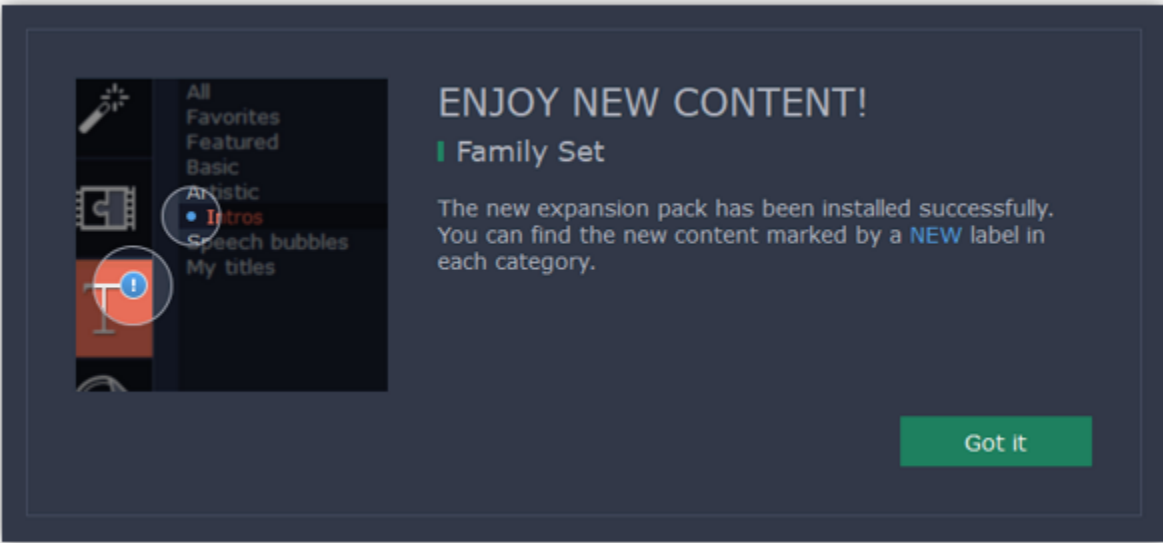 All
Favorites
Featured
Basic
Artistic
Intros
Speech bubbles
My titles
T
ENJOY NEW CONTENT!
Family Set
The new expansion pack has been installed successfully.
You can find the new content marked by a NEW label in
each category.
Got it